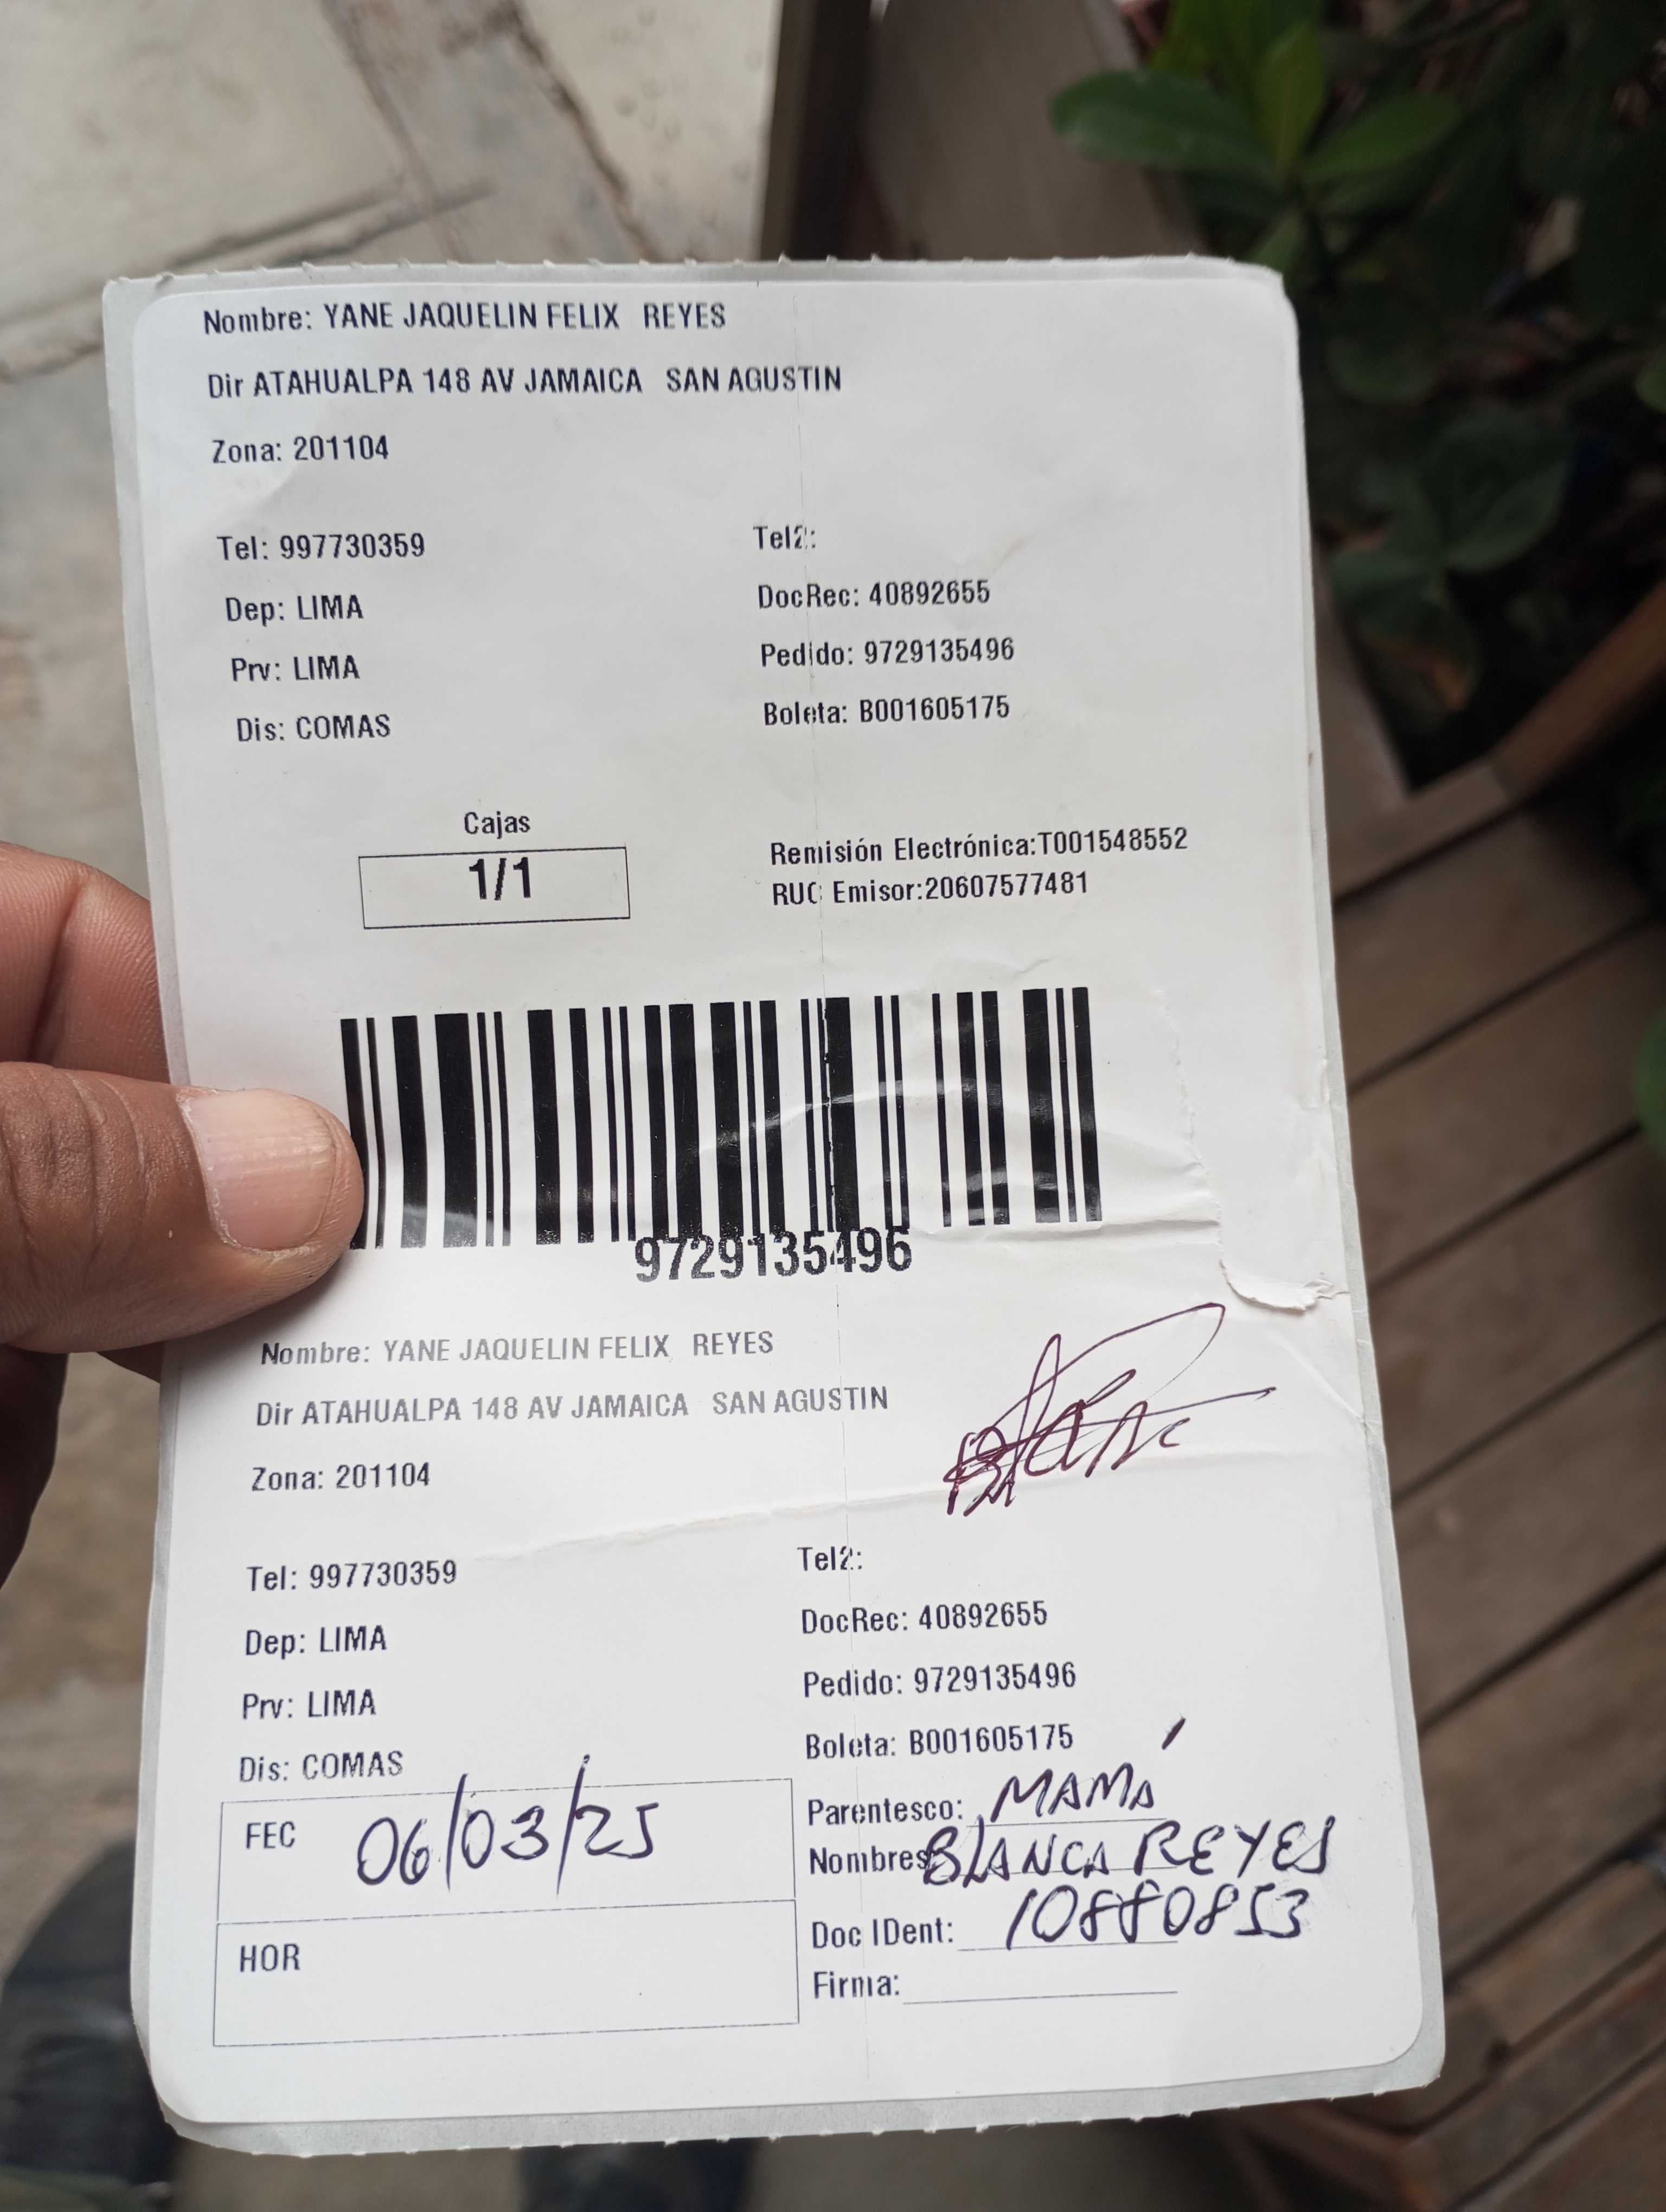 Nombre: YANE JAQUELIN FELIX REYES
Dir ATAHUALPA 148 AV JAMAICA SAN AGUSTIN
Zona: 201104
Tel: 997730359 Tel2:
Dep: LIMA DocRec: 40892655
Prv: LIMA Pedido: 9729135496
Dis: COMAS Boleta: B001605175
Cajas
1/1
Remisión Electrónica:T001548552
RUC Emisor:20607577481
9729135496
Nombre: YANE JAQUELIN FELIX REYES
Dir ATAHUALPA 148 AV JAMAICA SAN AGUSTIN
Zona: 201104
Tel: 997730359 Tel2:
Dep: LIMA DocRec: 40892655
Prv: LIMA Pedido: 9729135496
Dis: COMAS Boleta: B001605175
FEC 06/03/25
HOR
Parentesco: MAMÁ
Nombres BLANCA REYES
Doc IDent: 10880853
Firma: